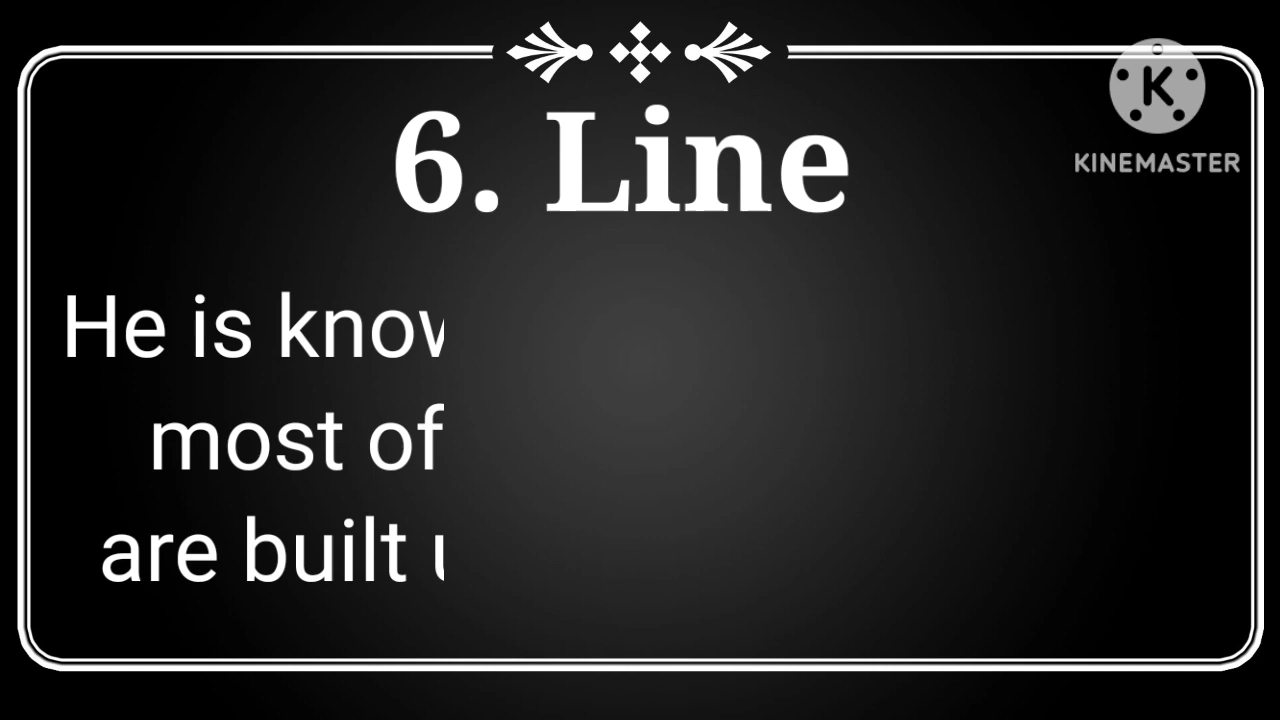 6. Line
K
KINEMASTER
He is know
most of
are built